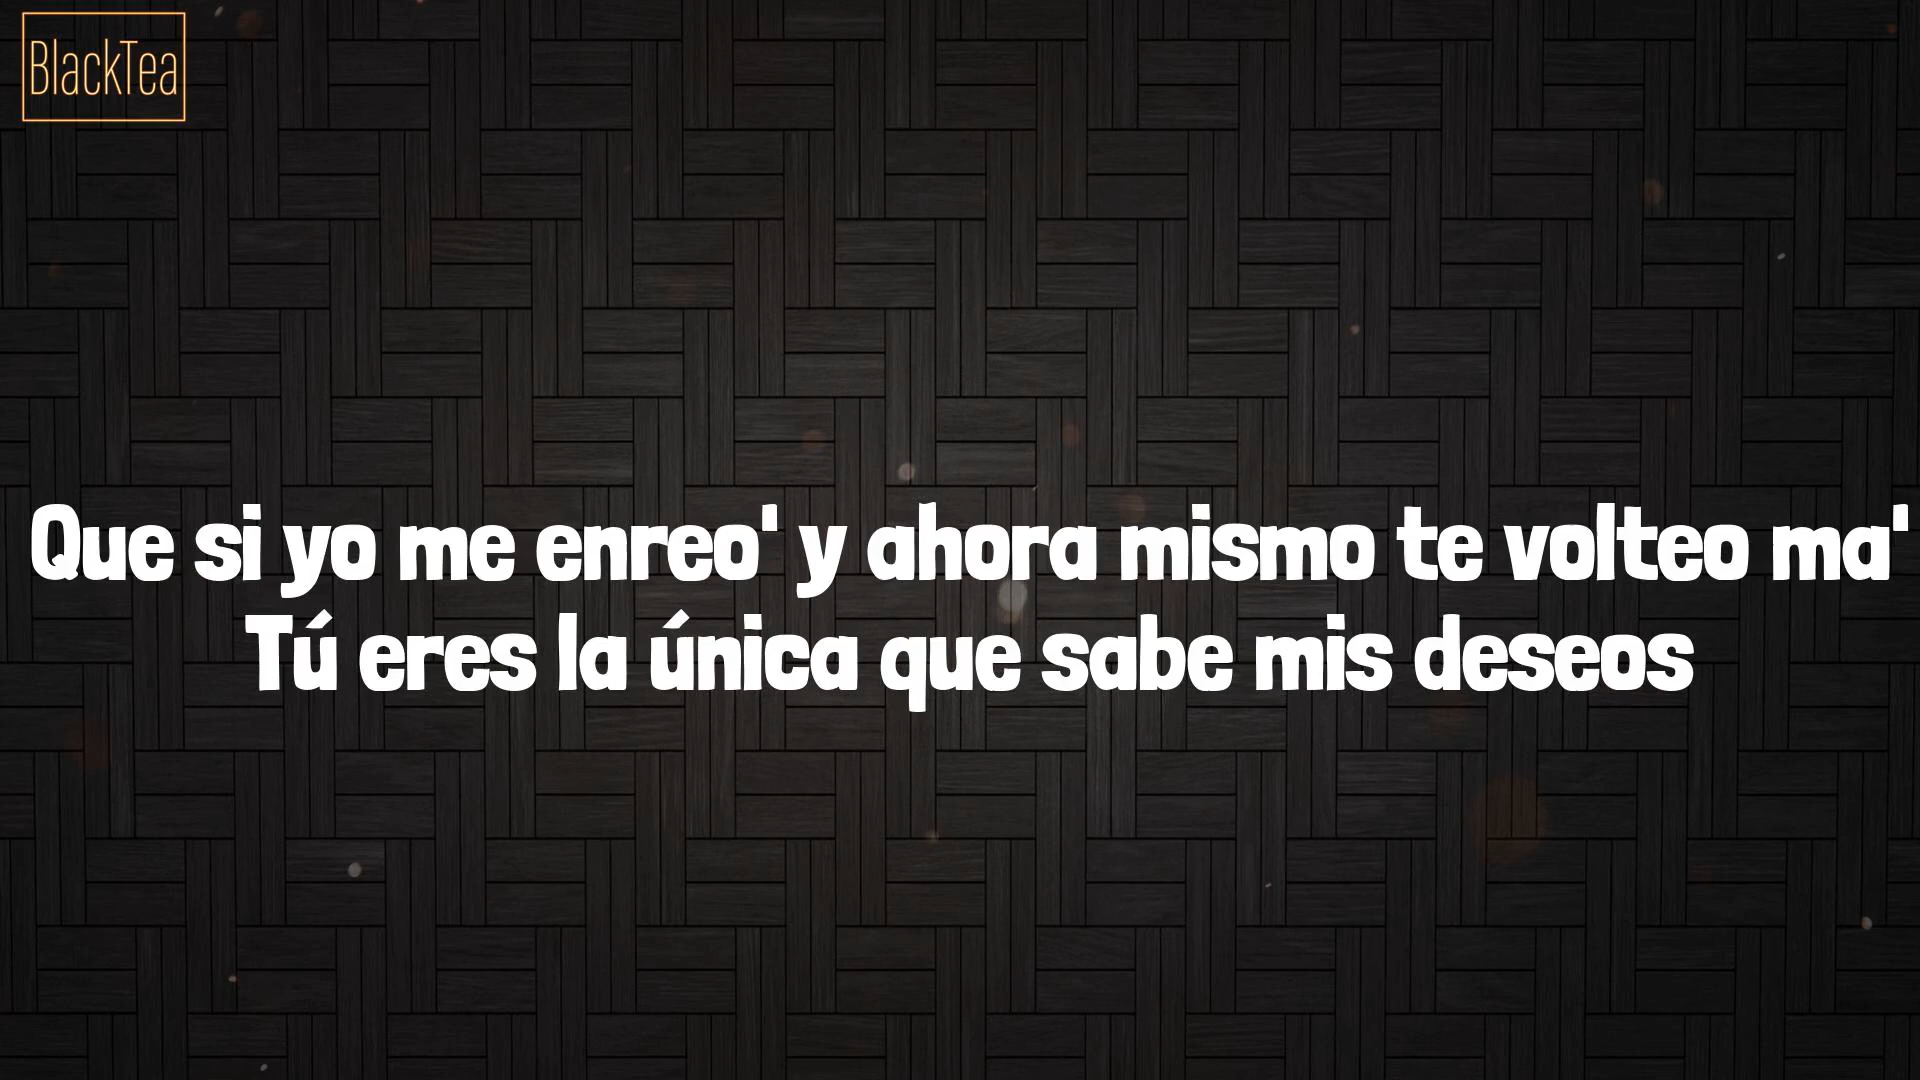 BlackTea
Que si yo me enreo' y ahora mismo te volteo ma'
Tú eres la única que sabe mis deseos